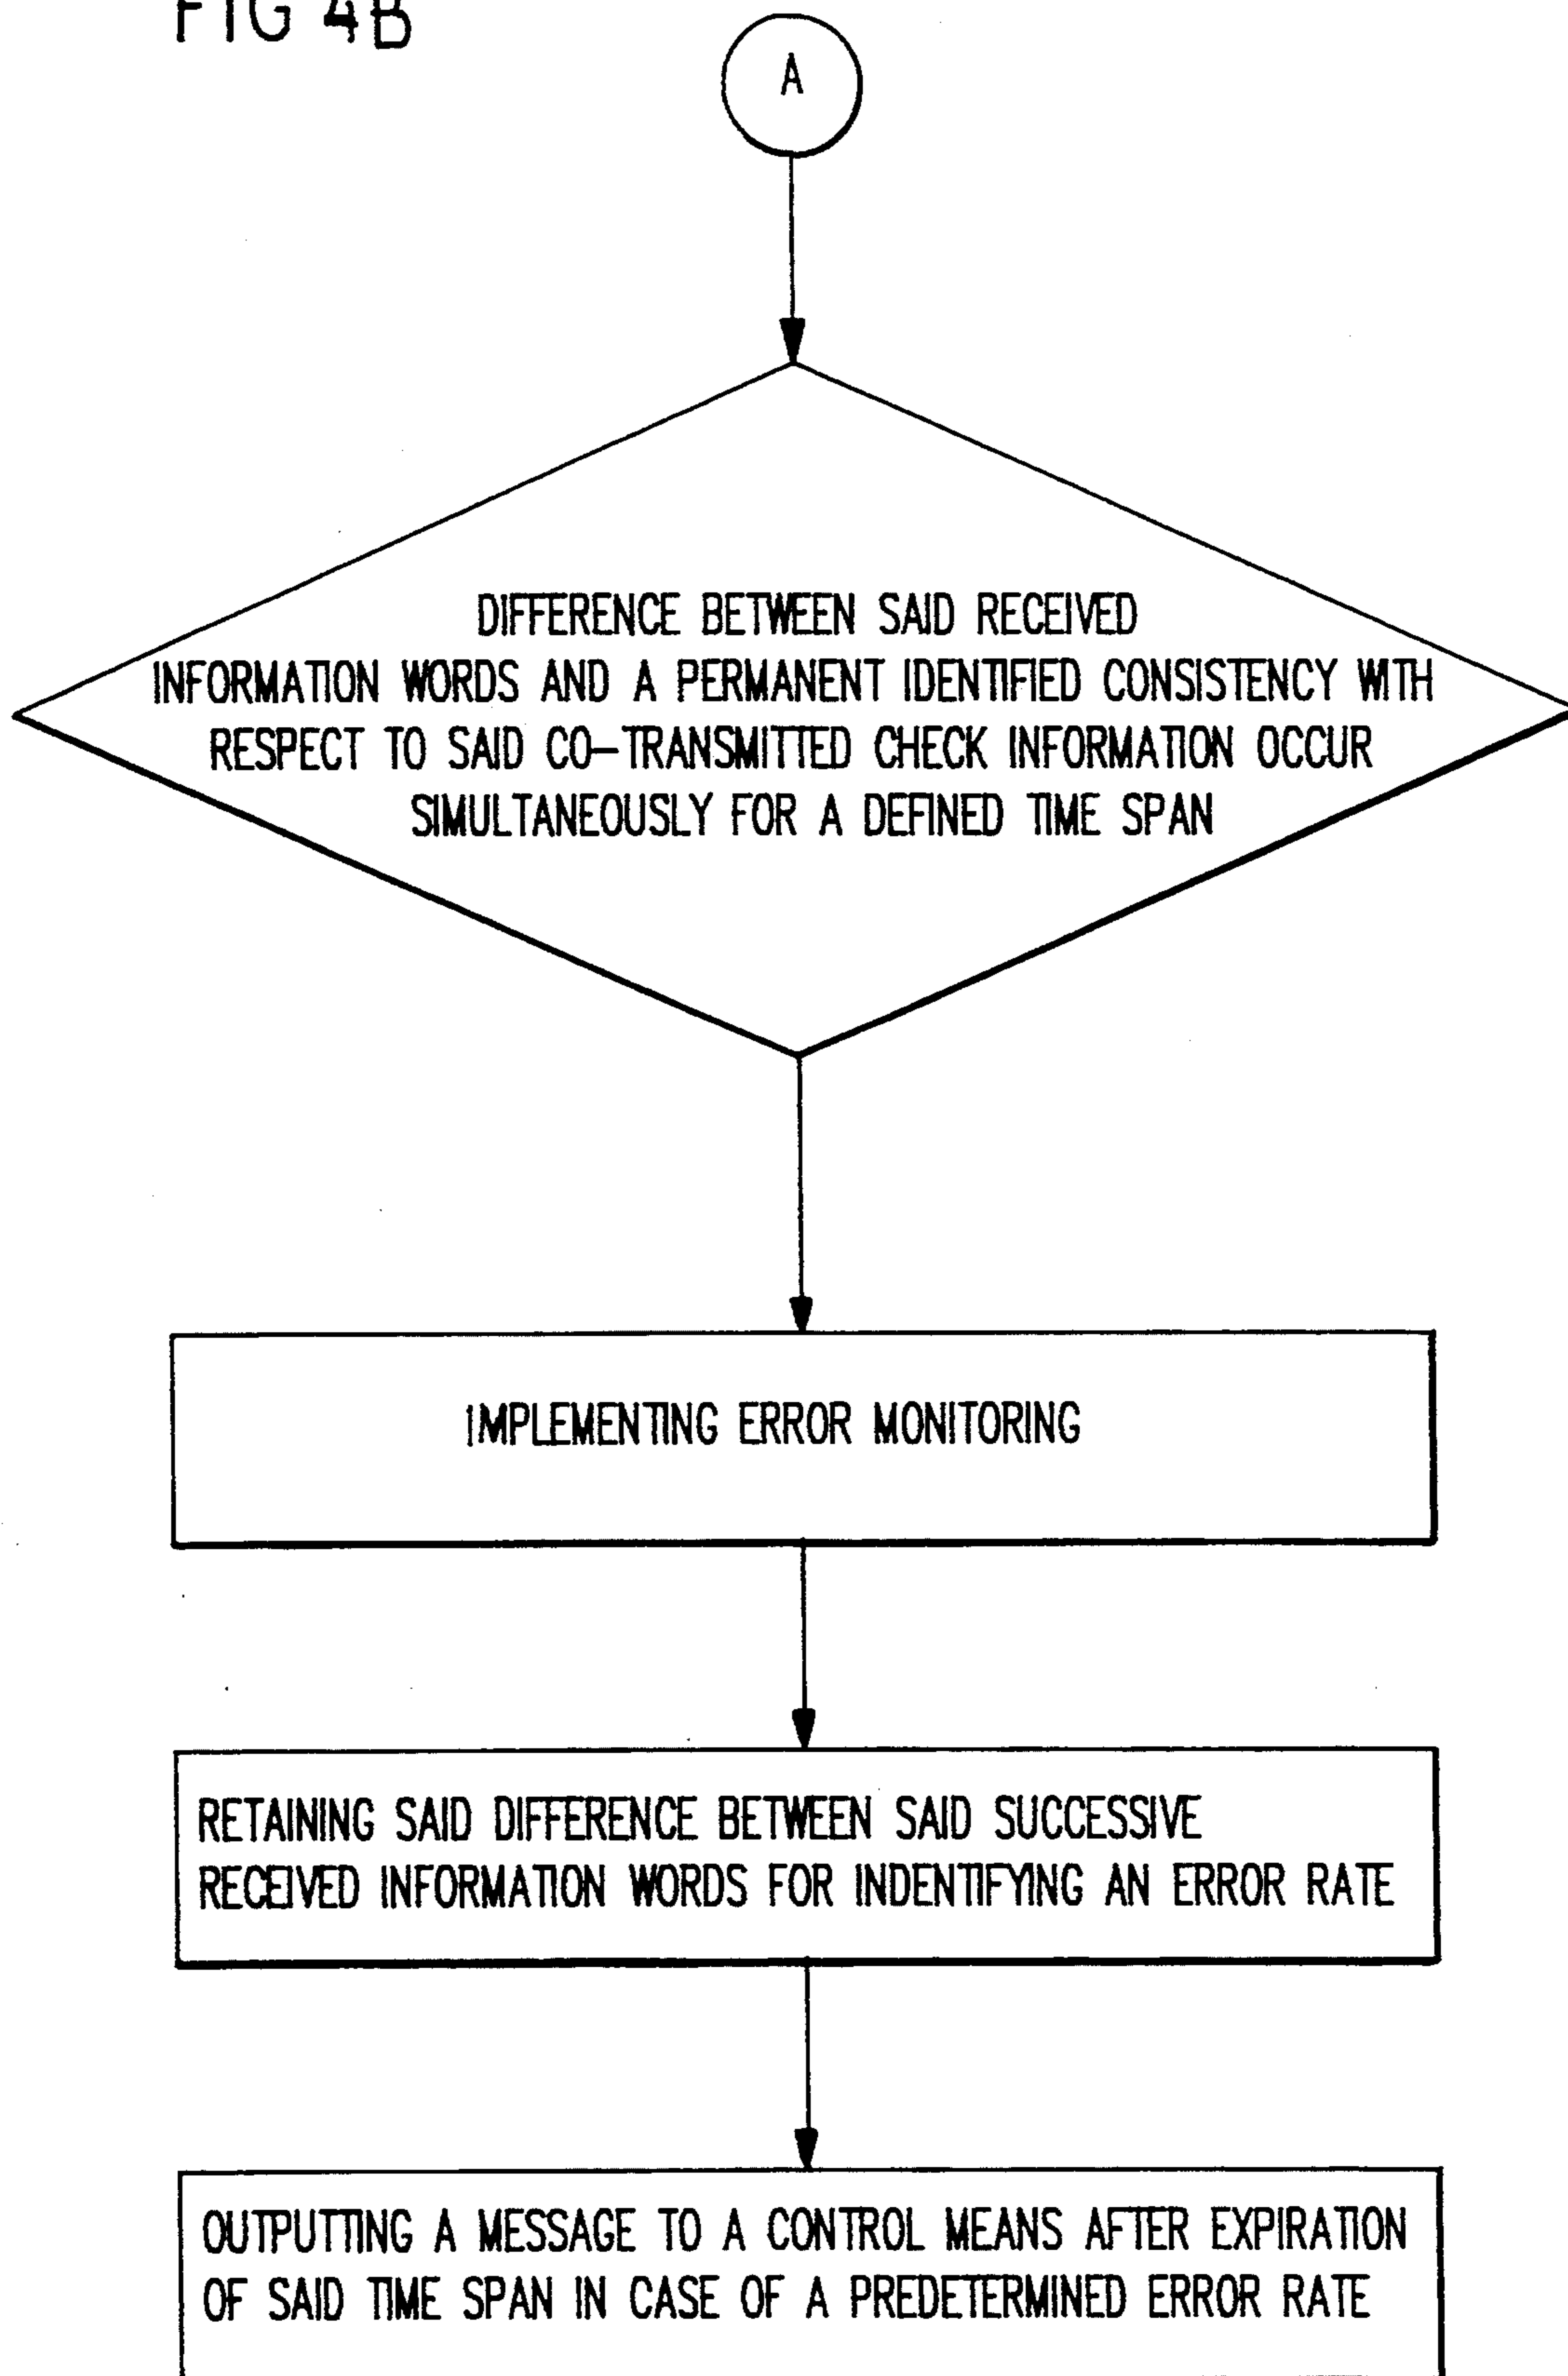 FIG 4B
A
DIFFERENCE BETWEEN SAID RECEIVED
INFORMATION WORDS AND A PERMANENT IDENTIFIED CONSISTENCY WITH
RESPECT TO SAID CO-TRANSMITTED CHECK INFORMATION OCCUR
SIMULTANEOUSLY FOR A DEFINED TIME SPAN
IMPLEMENTING ERROR MONITORING
RETAINING SAID DIFFERENCE BETWEEN SAID SUCCESSIVE
RECEIVED INFORMATION WORDS FOR INDENTIFYING AN ERROR RATE
OUTPUTTING A MESSAGE TO A CONTROL MEANS AFTER EXPIRATION
OF SAID TIME SPAN IN CASE OF A PREDETERMINED ERROR RATE